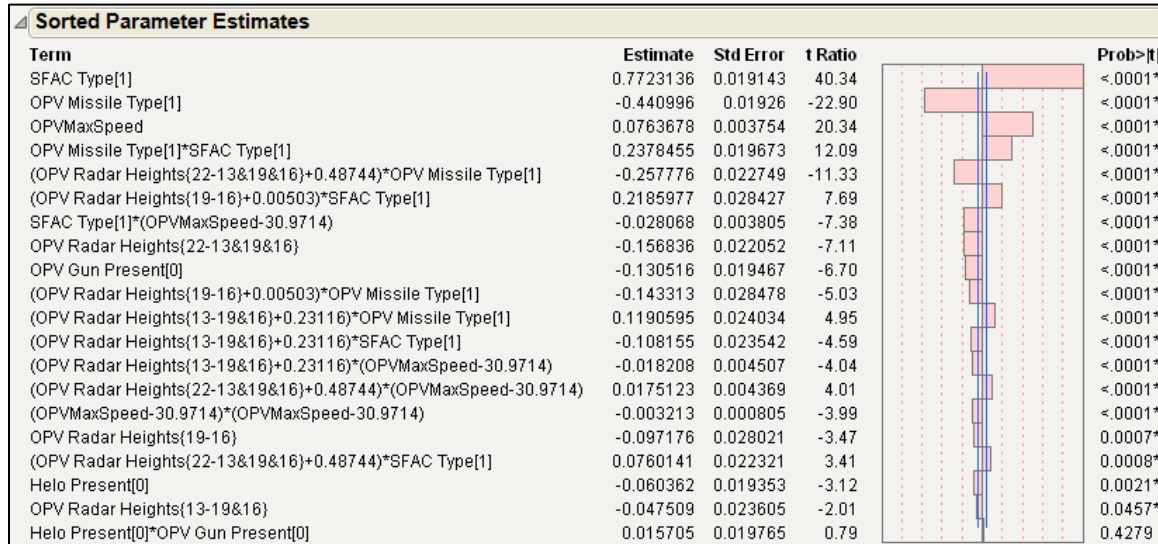 Sorted Parameter Estimates
Term Estimate Std Error t Ratio Prob>|t|
SFAC Type[1] 0.7723136 0.019143 40.34 <.0001*
OPV Missile Type[1] -0.440996 0.01926 -22.90 <.0001*
OPVMaxSpeed 0.0763678 0.003754 20.34 <.0001*
OPV Missile Type[1]*SFAC Type[1] 0.2378455 0.019673 12.09 <.0001*
(OPV Radar Heights{22-13&19&16}+0.48744)*OPV Missile Type[1] -0.257776 0.022749 -11.33 <.0001*
(OPV Radar Heights{19-16}+0.00503)*SFAC Type[1] 0.2185977 0.028427 7.69 <.0001*
SFAC Type[1]*(OPVMaxSpeed-30.9714) -0.028068 0.003805 -7.38 <.0001*
OPV Radar Heights{22-13&19&16} -0.156836 0.022052 -7.11 <.0001*
OPV Gun Present[0] -0.130516 0.019467 -6.70 <.0001*
(OPV Radar Heights{19-16}+0.00503)*OPV Missile Type[1] -0.143313 0.028478 -5.03 <.0001*
(OPV Radar Heights{13-19&16}+0.23116)*OPV Missile Type[1] 0.1190595 0.024034 4.95 <.0001*
(OPV Radar Heights{13-19&16}+0.23116)*SFAC Type[1] -0.108155 0.023542 -4.59 <.0001*
(OPV Radar Heights{13-19&16}+0.23116)*(OPVMaxSpeed-30.9714) -0.018208 0.004507 -4.04 <.0001*
(OPV Radar Heights{22-13&19&16}+0.48744)*(OPVMaxSpeed-30.9714) 0.0175123 0.004369 4.01 <.0001*
(OPVMaxSpeed-30.9714)*(OPVMaxSpeed-30.9714) -0.003213 0.000805 -3.99 <.0001*
OPV Radar Heights{19-16} -0.097176 0.028021 -3.47 0.0007*
(OPV Radar Heights{22-13&19&16}+0.48744)*SFAC Type[1] 0.0760141 0.022321 3.41 0.0008*
Helo Present[0] -0.060362 0.019353 -3.12 0.0021*
OPV Radar Heights{13-19&16} -0.047509 0.023605 -2.01 0.0457*
Helo Present[0]*OPV Gun Present[0] 0.015705 0.019765 0.79 0.4279